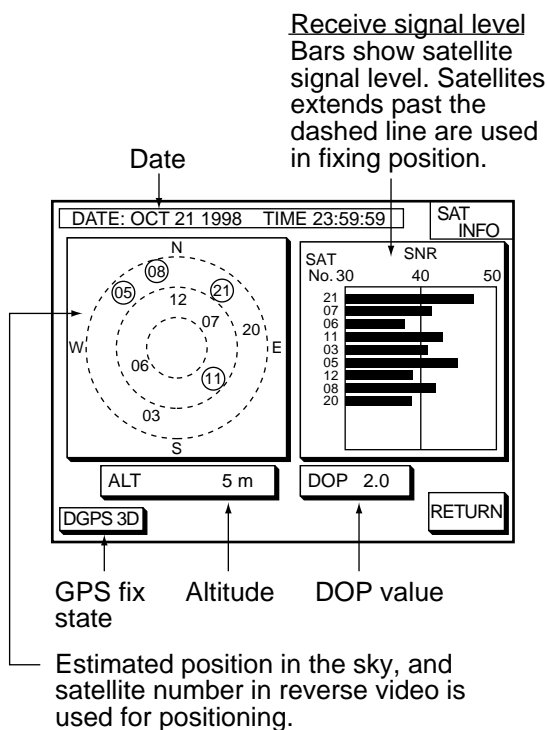 Receive signal level
Bars show satellite
signal level. Satellites
extends past the
dashed line are used
in fixing position.
Date
DATE: OCT 21 1998 TIME 23:59:59
SAT
INFO
N
08
05
21
12
07
20
W
E
06
11
03
S
SNR
SAT
No. 30 40 50
21
07
06
11
03
05
12
08
20
ALT 5 m
DOP 2.0
DGPS 3D
RETURN
GPS fix
state
Altitude
DOP value
Estimated position in the sky, and
satellite number in reverse video is
used for positioning.